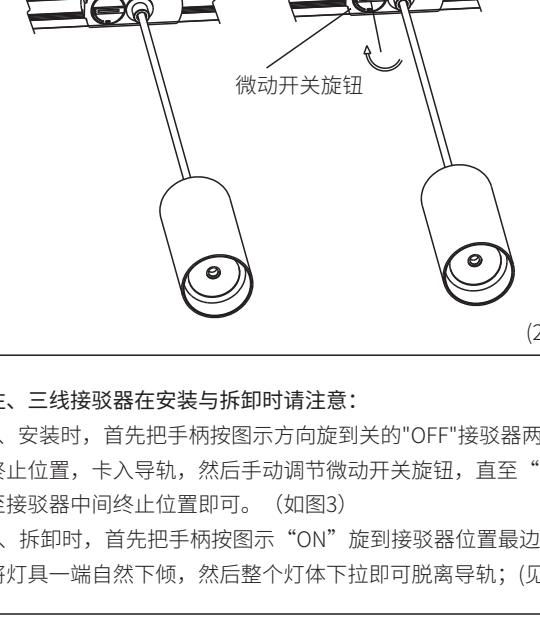 微动开关旋钮
(2
注、三线接驳器在安装与拆卸时请注意：
、安装时，首先把手柄按图示方向旋到关的"OFF"接驳器两
终止位置，卡入导轨，然后手动调节微动开关旋钮，直至“
至接驳器中间终止位置即可。（如图3）
、拆卸时，首先把手柄按图示“ON”旋到接驳器位置最边
将灯具一端自然下倾，然后整个灯体下拉即可脱离导轨；(见